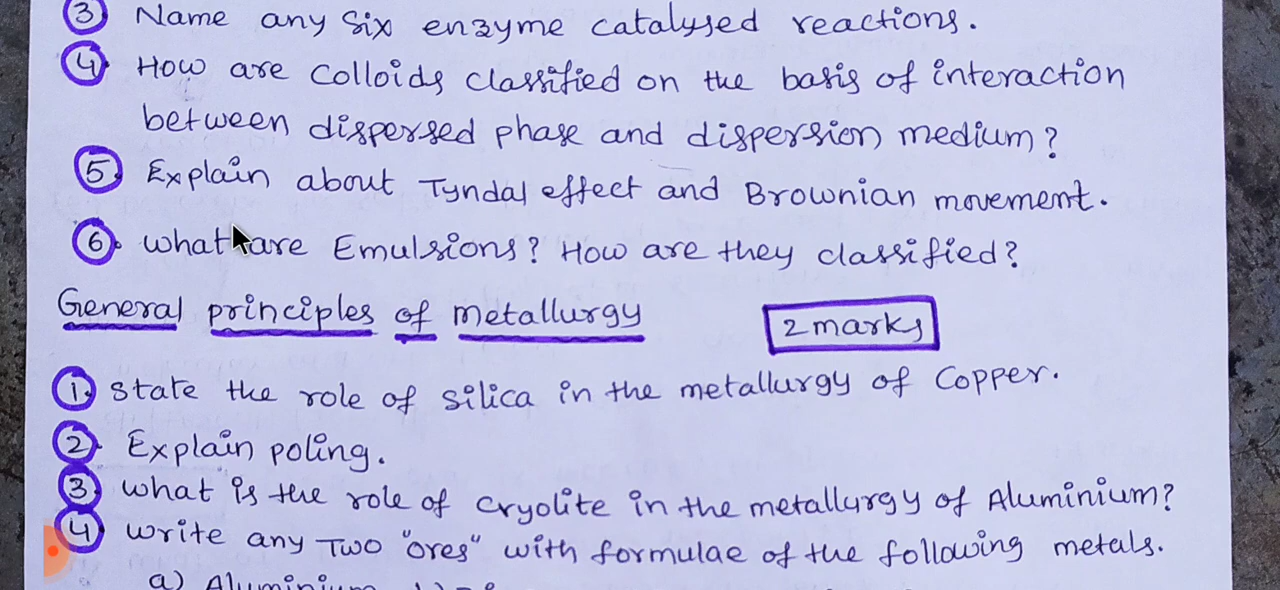 3 Name any Six enzyme catalysed reactions.
4. How are Colloids classified on the basis of interaction
between dispersed phase and dispersion medium?
5. Explain about Tyndal effect and Brownian movement.
6. what are Emulsions? How are they classified?
General principles of metallurgy 2 marks
1. State the role of silica in the metallurgy of Copper.
2. Explain poling.
3. what is the role of cryolite in the metallurgy of Aluminium?
4. write any Two "ores" with formulae of the following metals.
a) Aluminium